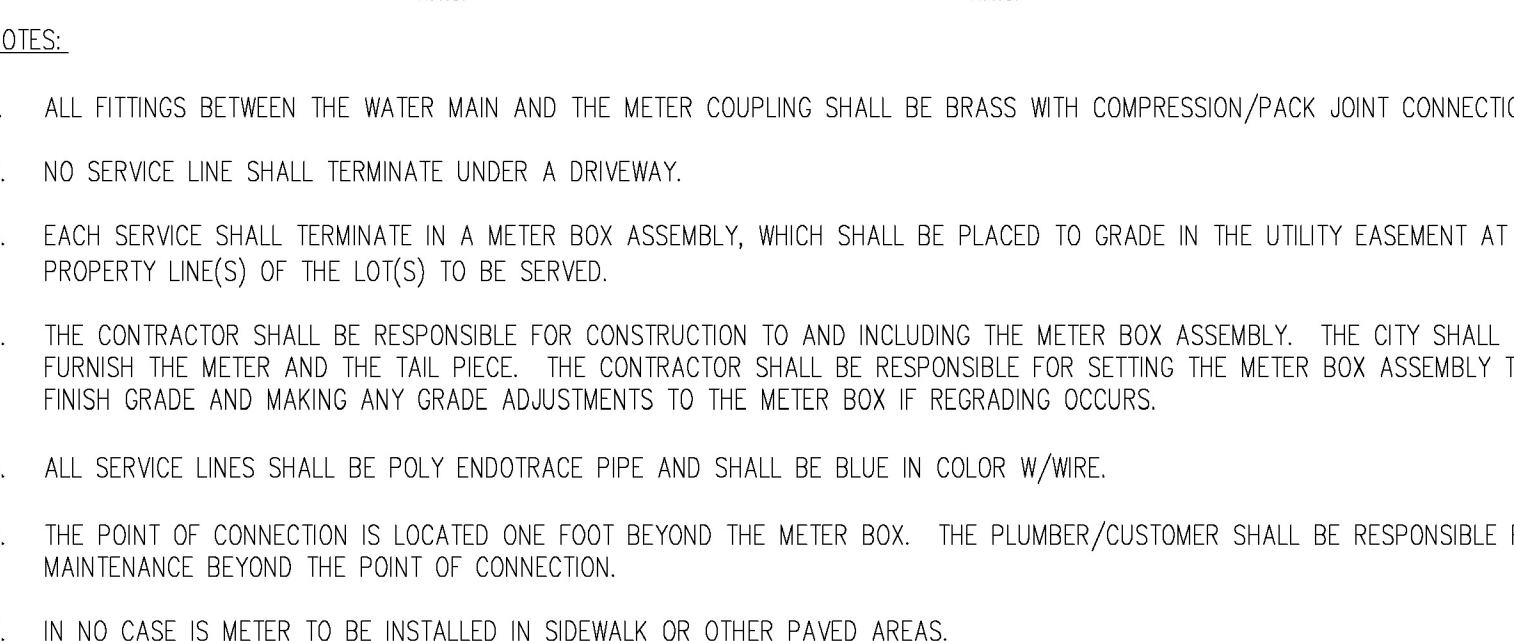 OTES:
. ALL FITTINGS BETWEEN THE WATER MAIN AND THE METER COUPLING SHALL BE BRASS WITH COMPRESSION/PACK JOINT
. NO SERVICE LINE SHALL TERMINATE UNDER A DRIVEWAY.
. EACH SERVICE SHALL TERMINATE IN A METER BOX ASSEMBLY, WHICH SHALL BE PLACED TO GRADE IN THE UTILITY EASEMENT AT
PROPERTY LINE(S) OF THE LOT(S) TO BE SERVED.
. THE CONTRACTOR SHALL BE RESPONSIBLE FOR CONSTRUCTION TO AND INCLUDING THE METER BOX ASSEMBLY. THE CITY SHALL
FURNISH THE METER AND THE TAIL PIECE. THE CONTRACTOR SHALL BE RESPONSIBLE FOR SETTING THE METER BOX ASSEMBLY
FINISH GRADE AND MAKING ANY GRADE ADJUSTMENTS TO THE METER BOX IF REGRADING OCCURS.
. ALL SERVICE LINES SHALL BE POLY ENDOTRACE PIPE AND SHALL BE BLUE IN COLOR W/WIRE.
. THE POINT OF CONNECTION IS LOCATED ONE FOOT BEYOND THE METER BOX. THE PLUMBER/CUSTOMER SHALL BE RESPONSIBLE
MAINTENANCE BEYOND THE POINT OF CONNECTION.
. IN NO CASE IS METER TO BE INSTALLED IN SIDEWALK OR OTHER PAVED AREAS.